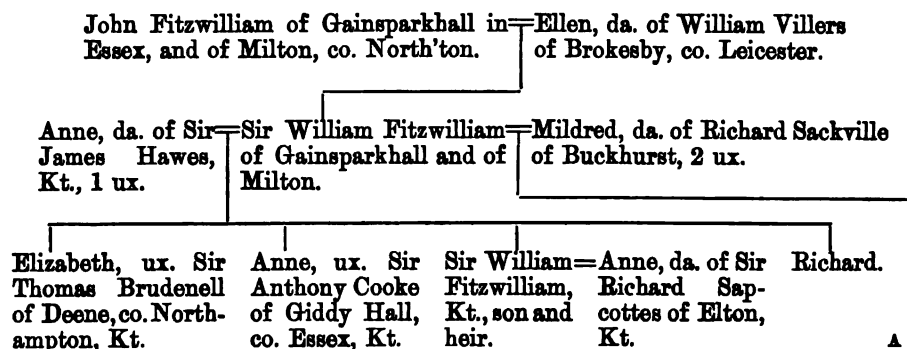 John Fitzwilliam of Gainsparkhall in=Ellen, da. of William Villers
Essex, and of Milton, co. North'ton. of Brokesby, co. Leicester.
Anne, da. of Sir=Sir William Fitzwilliam=Mildred, da. of Richard Sackville
James Hawes, of Gainsparkhall and of of Buckhurst, 2 ux.
Kt., 1 ux. Milton.
Elizabeth, ux. Sir Anne, ux. Sir Sir William=Anne, da. of Sir Richard.
Thomas Brudenell Anthony Cooke Fitzwilliam, Richard Sap-
of Deene, co. North- of Giddy Hall, Kt., son and cottes of Elton,
ampton, Kt. co. Essex, Kt. heir. Kt. A